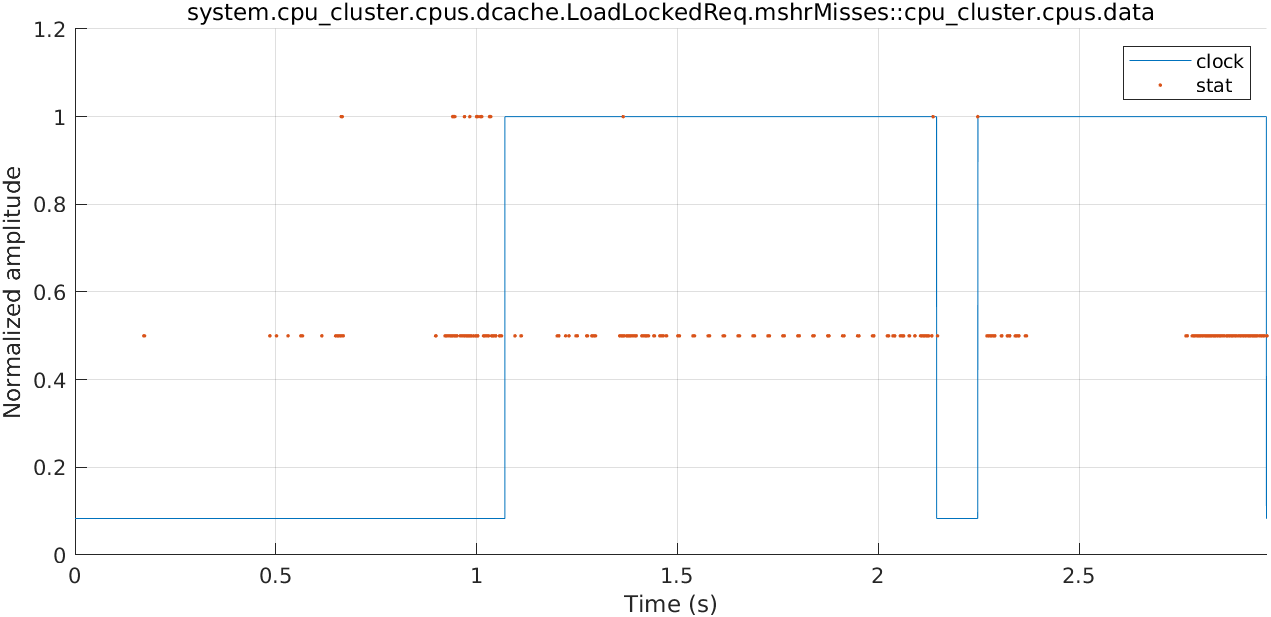 system.cpu_cluster.cpus.dcache.LoadLockedReq.mshrMisses::cpu_cluster.cpus.data
1.2
1
0.8
0.6
0.4
0.2
0
Normalized amplitude
clock
stat
0 0.5 1 1.5 2 2.5
Time (s)